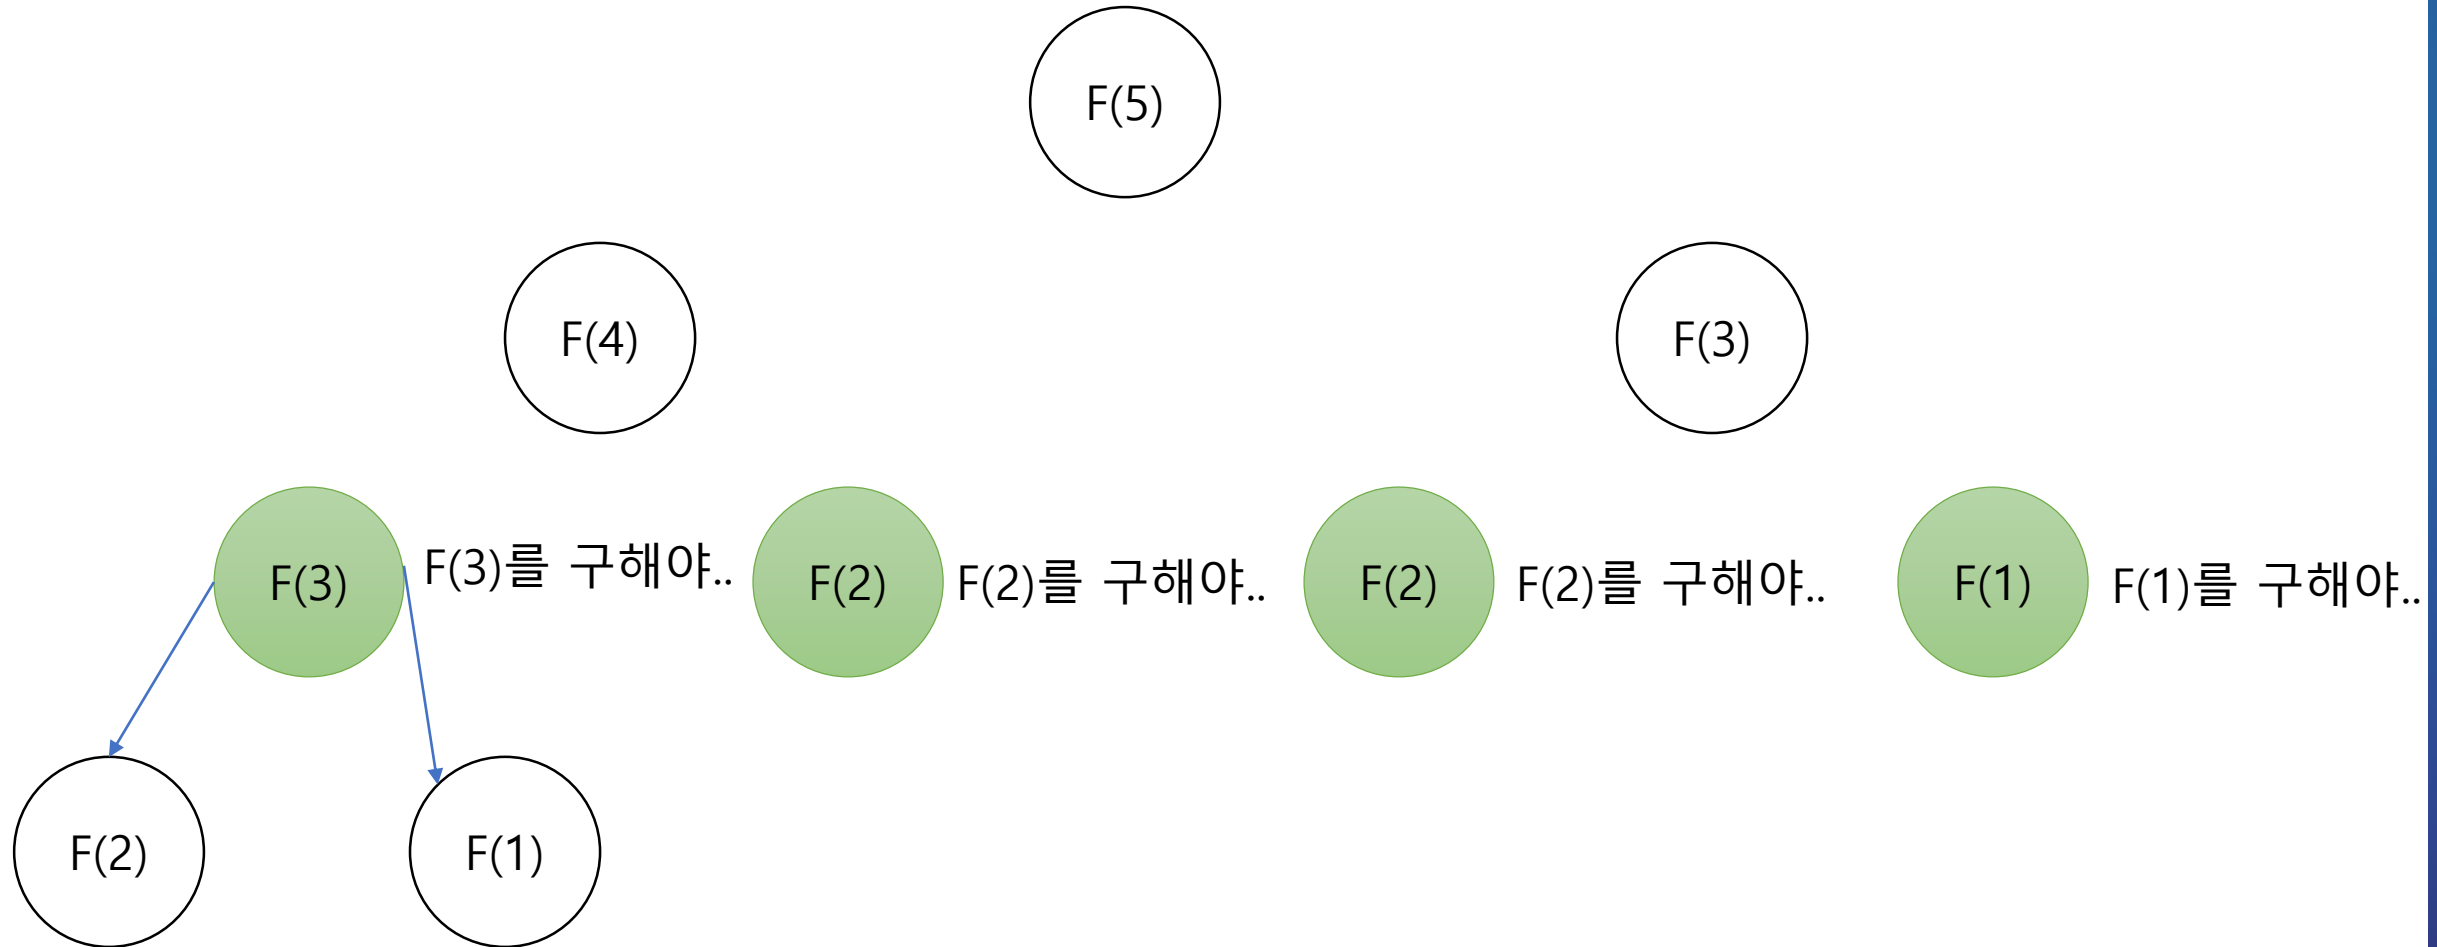 F(5)
F(4)
F(3)
F(3)
F(3)를 구해야..
F(2)
F(2)를 구해야..
F(2)
F(2)를 구해야..
F(1)
F(1)를 구해야..
F(2)
F(1)